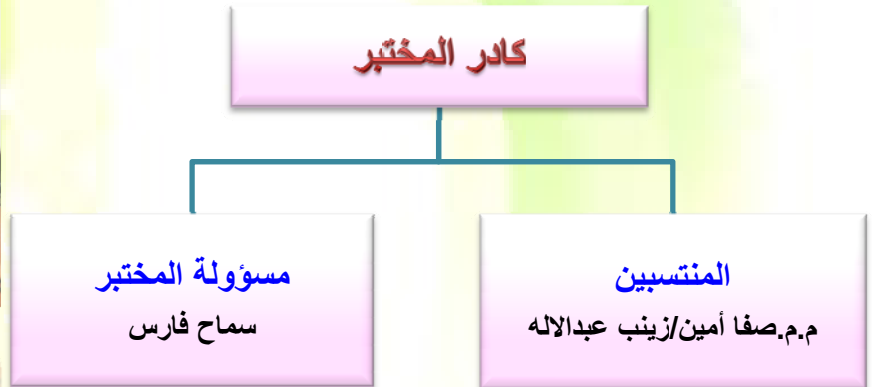 كادر المختبر
المنتسبين
م.م.صفا أمين/زينب عبدالاله
مسؤولة المختبر
سماح فارس